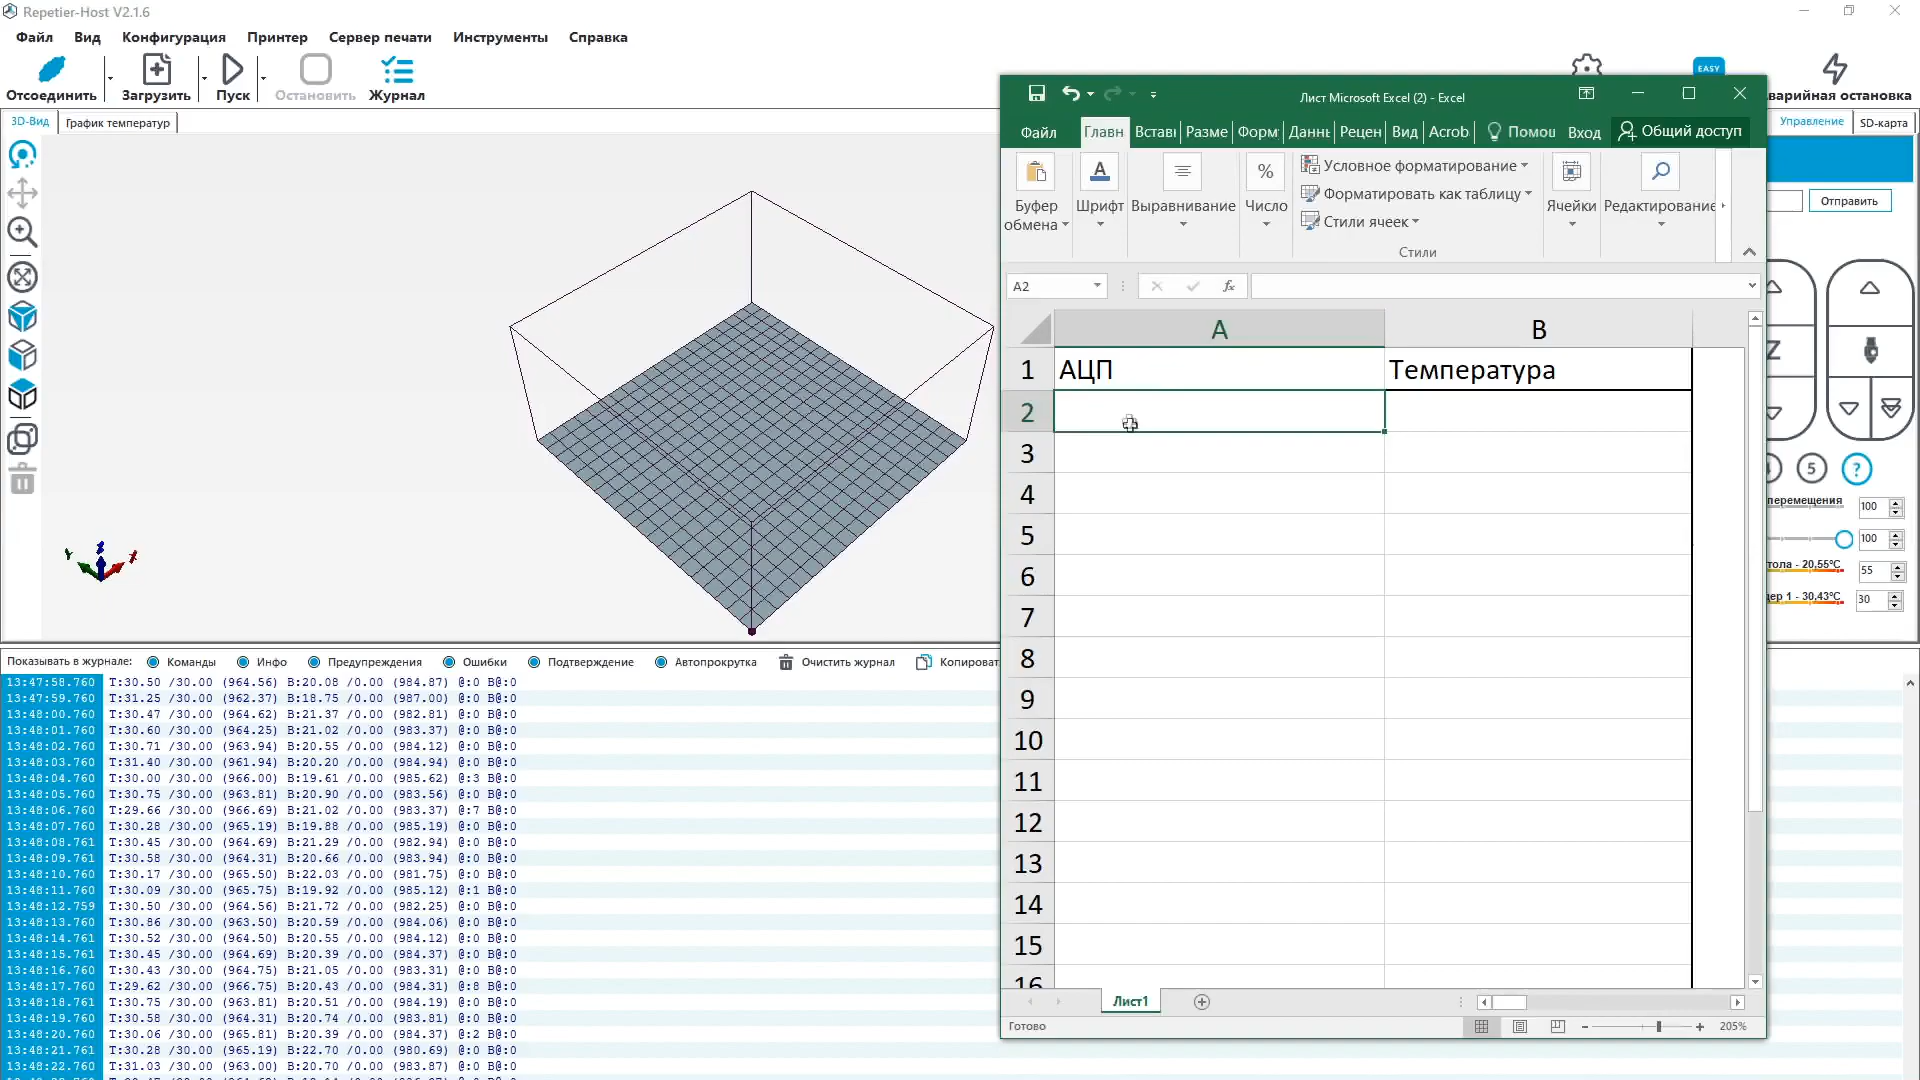 Repetier-Host V2.1.6
Файл Вид Конфигурация Принтер Сервер печати Инструменты Справка
Отсоединить Загрузить Пуск Остановить Журнал
EASY
аварийная остановка
3D-Вид График температур
Управление SD-карта
Отправить
Z
4 5 ?
перемещения 100
100
тола - 20,55°C 55
дер 1 - 30,43°C 30
Лист Microsoft Excel (2) - Excel
Файл Главн Встав Разме Форм Данн Рецен Вид Acrob Помощ Вход Общий доступ
Буфер обмена Шрифт Выравнивание Число
Условное форматирование
Форматировать как таблицу
Стили ячеек
Стили
Ячейки Редактирование
A2 fx
A B
1 АЦП Температура
2
3
4
5
6
7
8
9
10
11
12
13
14
15
16
Лист1
Готово 205%
Показывать в журнале: Команды Инфо Предупреждения Ошибки Подтверждение Автопрокрутка Очистить журнал Копироват
13:47:58.760 T:30.50 /30.00 (964.56) B:20.08 /0.00 (984.87) @:0 B@:0
13:47:59.760 T:31.25 /30.00 (962.37) B:18.75 /0.00 (987.00) @:0 B@:0
13:48:00.760 T:30.47 /30.00 (964.62) B:21.37 /0.00 (982.81) @:0 B@:0
13:48:01.760 T:30.60 /30.00 (964.25) B:21.02 /0.00 (983.37) @:0 B@:0
13:48:02.760 T:30.71 /30.00 (963.94) B:20.55 /0.00 (984.12) @:0 B@:0
13:48:03.760 T:31.40 /30.00 (961.94) B:20.20 /0.00 (984.94) @:0 B@:0
13:48:04.760 T:30.00 /30.00 (966.00) B:19.61 /0.00 (985.62) @:3 B@:0
13:48:05.760 T:30.75 /30.00 (963.81) B:20.90 /0.00 (983.56) @:0 B@:0
13:48:06.760 T:29.66 /30.00 (966.69) B:21.02 /0.00 (983.37) @:7 B@:0
13:48:07.760 T:30.28 /30.00 (965.19) B:19.88 /0.00 (985.19) @:0 B@:0
13:48:08.761 T:30.45 /30.00 (964.69) B:21.29 /0.00 (982.94) @:0 B@:0
13:48:09.761 T:30.58 /30.00 (964.31) B:20.66 /0.00 (983.94) @:0 B@:0
13:48:10.760 T:30.17 /30.00 (965.50) B:22.03 /0.00 (981.75) @:0 B@:0
13:48:11.760 T:30.09 /30.00 (965.75) B:19.92 /0.00 (985.12) @:1 B@:0
13:48:12.759 T:30.50 /30.00 (964.56) B:21.72 /0.00 (982.25) @:0 B@:0
13:48:13.760 T:30.86 /30.00 (963.50) B:20.59 /0.00 (984.06) @:0 B@:0
13:48:14.761 T:30.52 /30.00 (964.50) B:20.55 /0.00 (984.12) @:0 B@:0
13:48:15.761 T:30.45 /30.00 (964.69) B:20.39 /0.00 (984.37) @:0 B@:0
13:48:16.760 T:30.43 /30.00 (964.75) B:21.05 /0.00 (983.31) @:0 B@:0
13:48:17.760 T:29.62 /30.00 (966.75) B:20.43 /0.00 (984.31) @:8 B@:0
13:48:18.761 T:30.75 /30.00 (963.81) B:20.51 /0.00 (984.19) @:0 B@:0
13:48:19.760 T:30.58 /30.00 (964.31) B:20.74 /0.00 (983.81) @:0 B@:0
13:48:20.760 T:30.06 /30.00 (965.81) B:20.39 /0.00 (984.37) @:2 B@:0
13:48:21.761 T:30.28 /30.00 (965.19) B:22.70 /0.00 (980.69) @:0 B@:0
13:48:22.760 T:31.03 /30.00 (963.00) B:20.70 /0.00 (983.87) @:0 B@:0